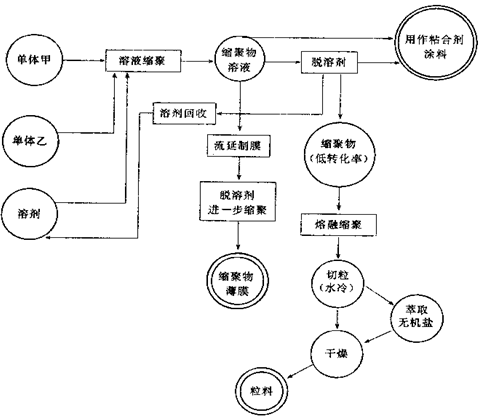 单体甲
溶液缩聚
缩聚物
溶液
脱溶剂
用作粘合剂
涂料
溶剂回收
单体乙
流延制膜
缩聚物
(低转化率)
溶剂
脱溶剂
进一步缩聚
熔融缩聚
缩聚物
薄膜
切粒
(水冷)
萃取
无机盐
干燥
粒料